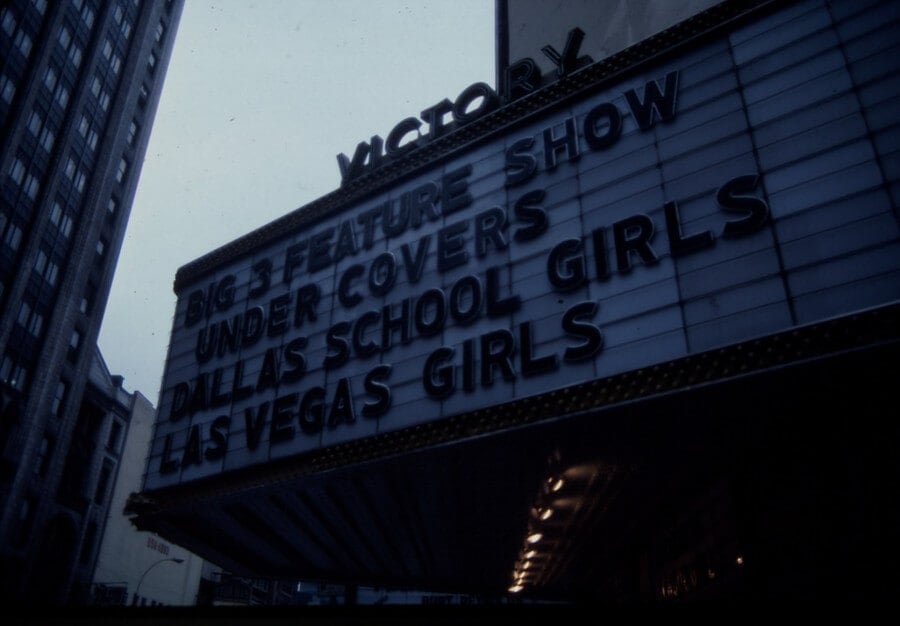 VICTORY
BIG 3 FEATURE SHOW
UNDER COVERS
DALLAS SCHOOL GIRLS
LAS VEGAS GIRLS